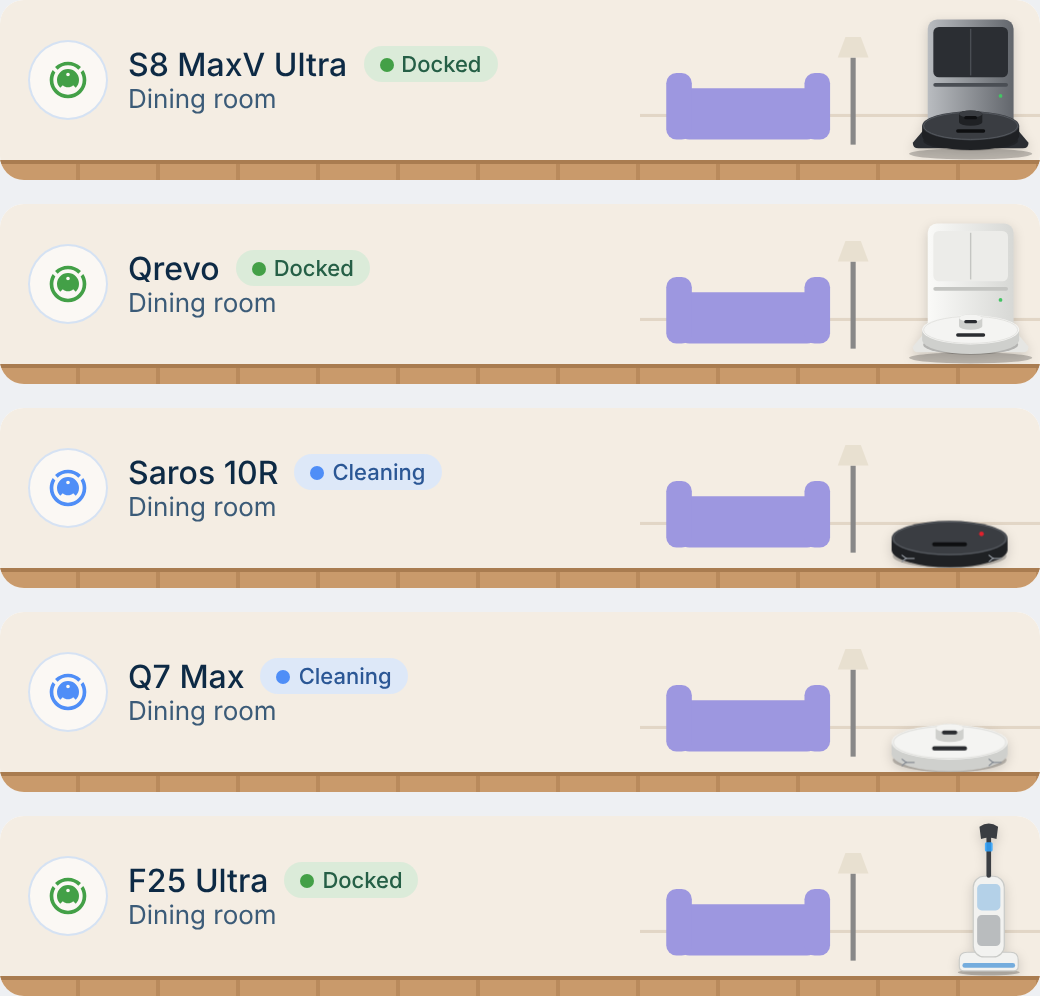 S8 MaxV Ultra Docked
Dining room
Qrevo Docked
Dining room
Saros 10R Cleaning
Dining room
Q7 Max Cleaning
Dining room
F25 Ultra Docked
Dining room